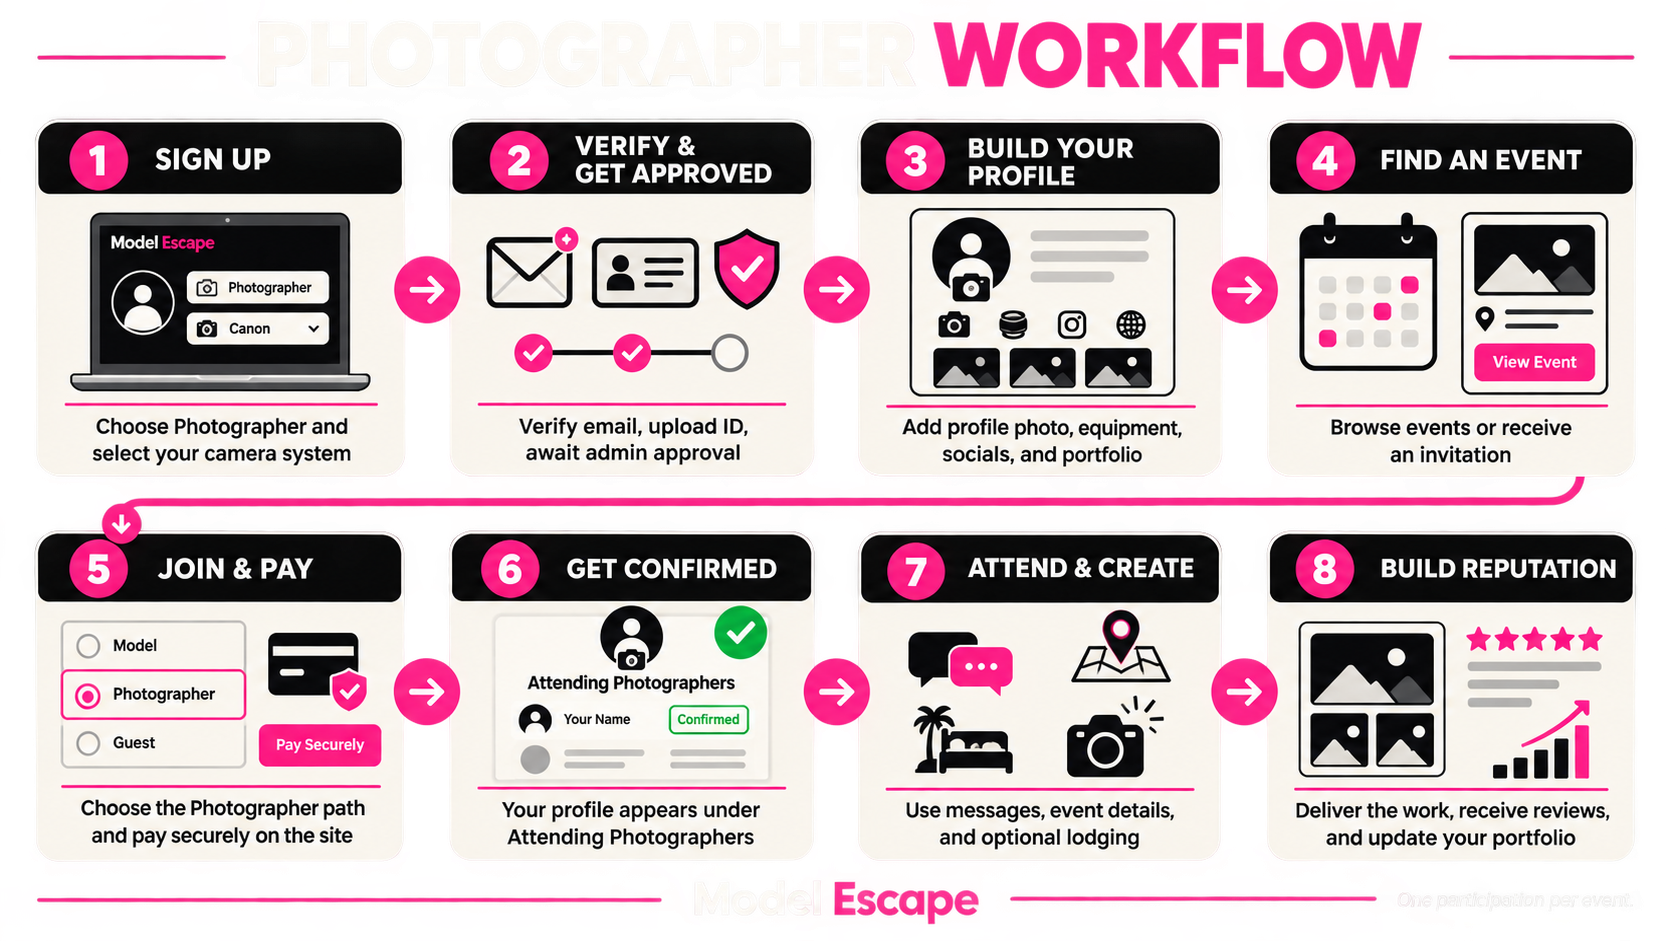 PHOTOGRAPHER WORKFLOW
1 SIGN UP
Model Escape
Photographer
Canon
Choose Photographer and
select your camera system
2 VERIFY &
GET APPROVED
Verify email, upload ID,
await admin approval
3 BUILD YOUR
PROFILE
Add profile photo, equipment,
socials, and portfolio
4 FIND AN EVENT
View Event
Browse events or receive
an invitation
5 JOIN & PAY
Model
Photographer
Guest
Pay Securely
Choose the Photographer path
and pay securely on the site
6 GET CONFIRMED
Attending Photographers
Your Name
Confirmed
Your profile appears under
Attending Photographers
7 ATTEND & CREATE
Use messages, event details,
and optional lodging
8 BUILD REPUTATION
Deliver the work, receive reviews,
and update your portfolio
Model Escape
One participation per event.